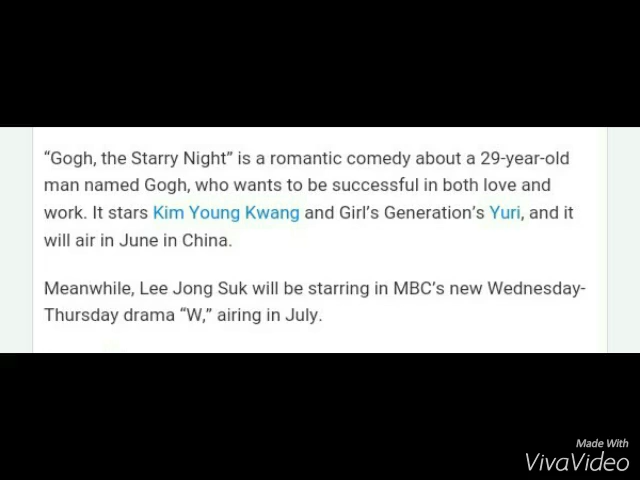 “Gogh, the Starry Night” is a romantic comedy about a 29-year-old
man named Gogh, who wants to be successful in both love and
work. It stars Kim Young Kwang and Girl’s Generation’s Yuri, and it
will air in June in China.
Meanwhile, Lee Jong Suk will be starring in MBC’s new Wednesday-
Thursday drama “W,” airing in July.
Made With
VivaVideo